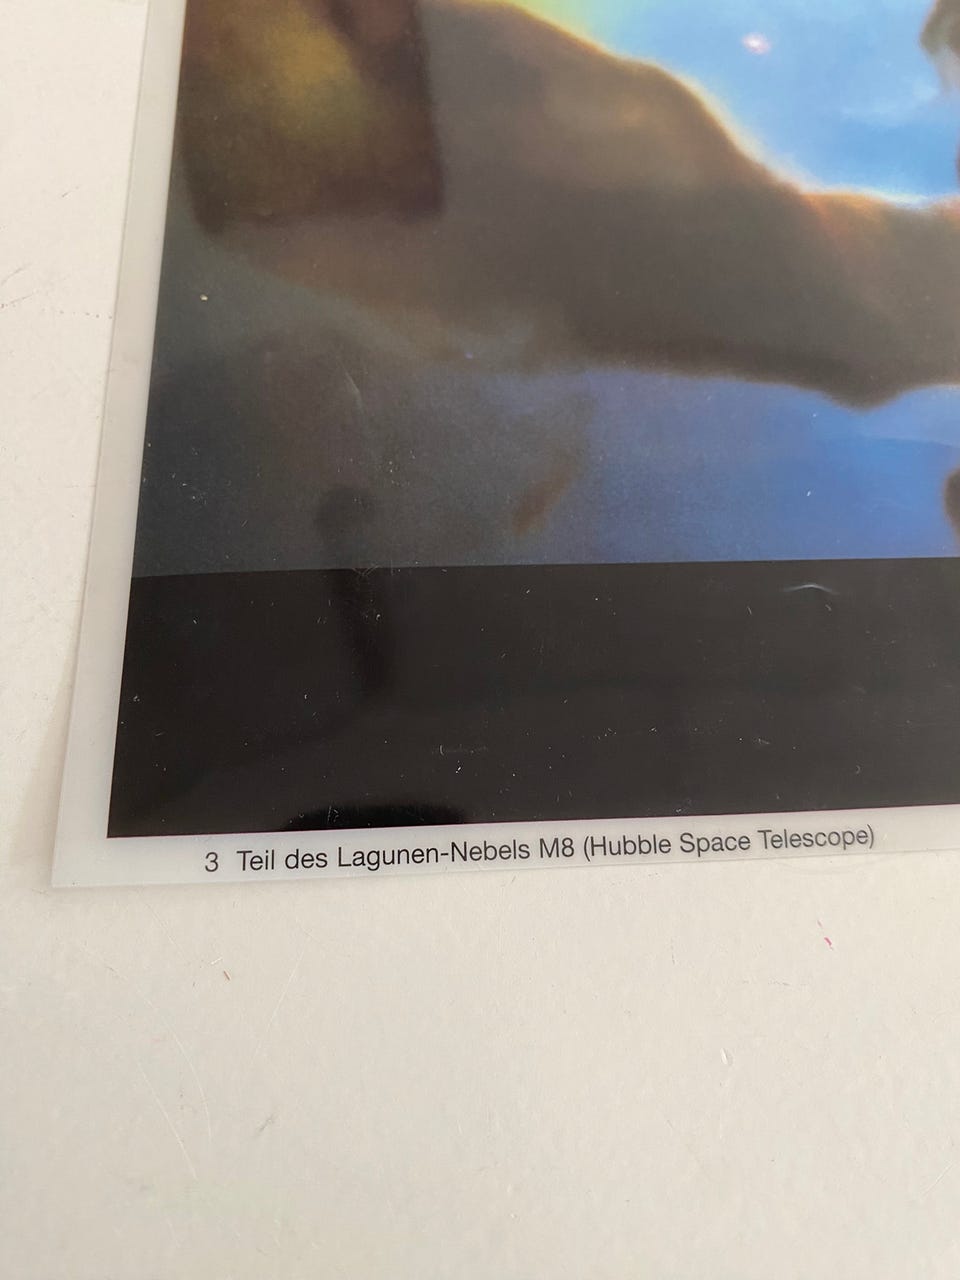 3 Teil des Lagunen-Nebels M8 (Hubble Space Telescope)